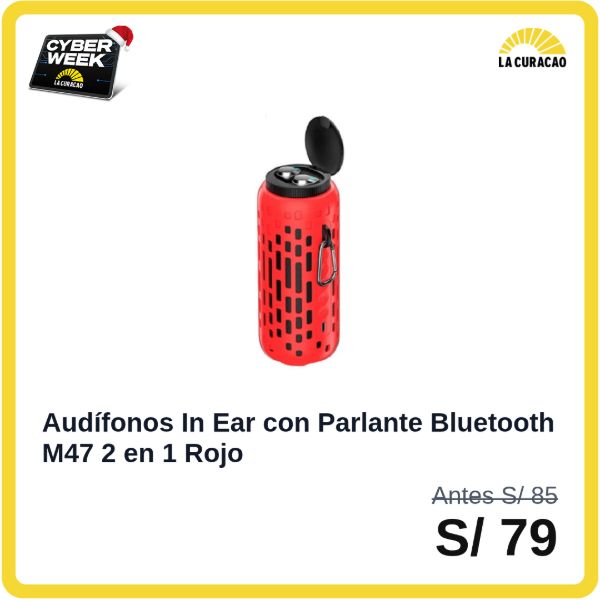 CYBER
WEEK
LA CURACAO
LA CURACAO
Audífonos In Ear con Parlante Bluetooth
M47 2 en 1 Rojo
Antes S/ 85
S/ 79